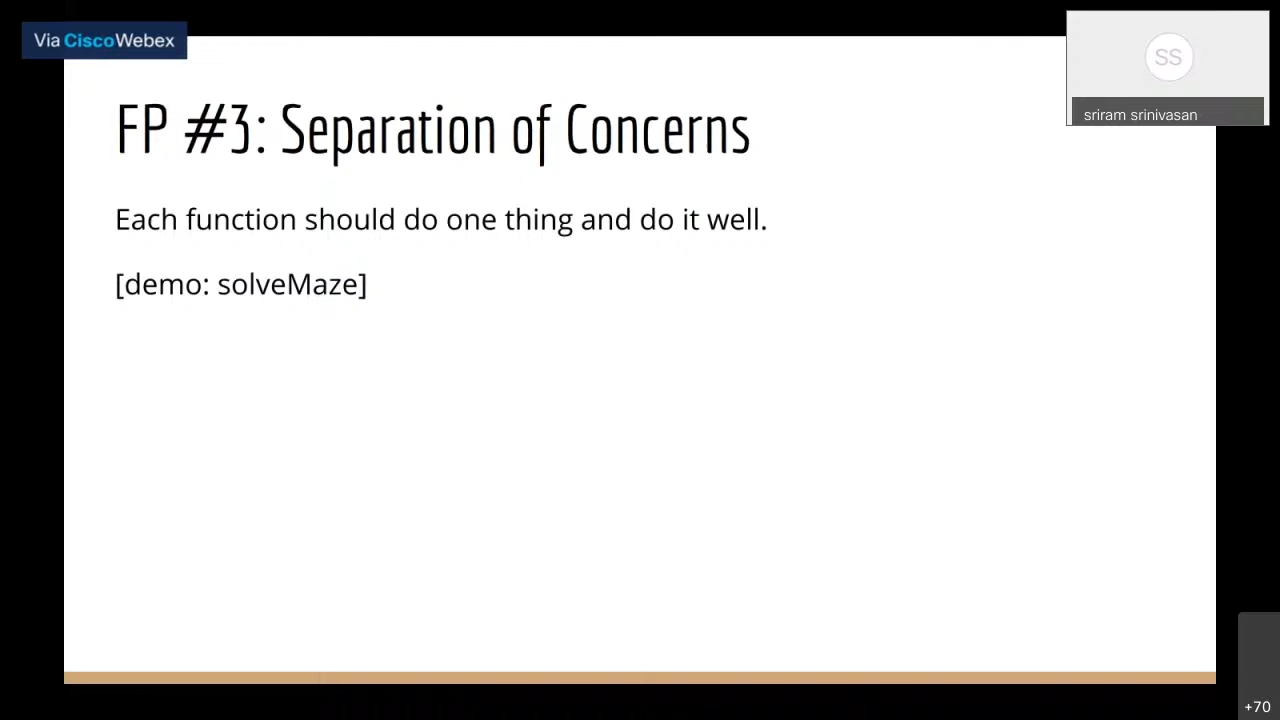 Via CiscoWebex
SS
sriram srinivasan
FP #3: Separation of Concerns
Each function should do one thing and do it well.
[demo: solveMaze]
+70